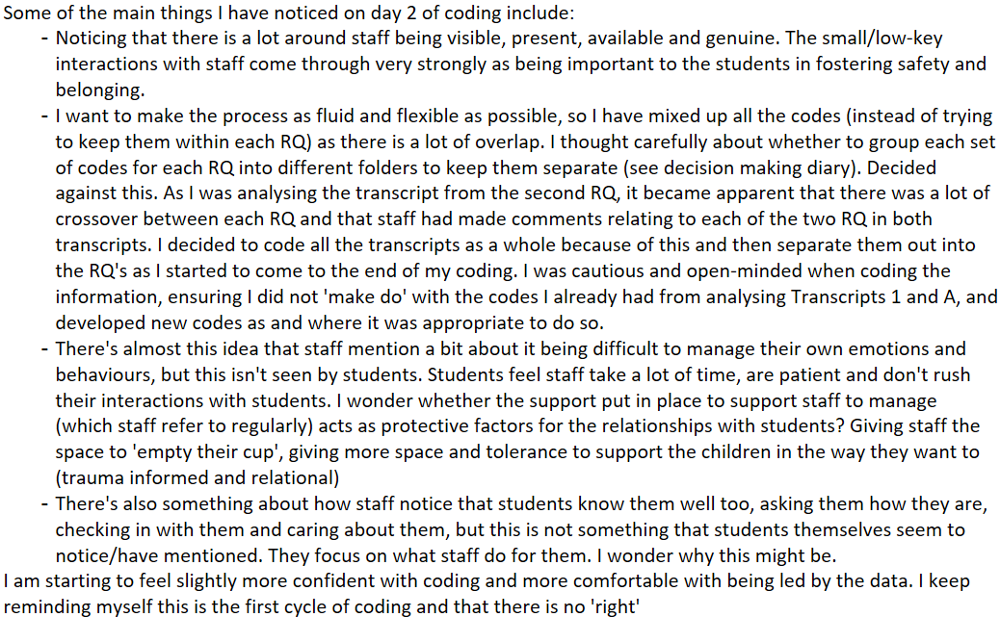 Some of the main things I have noticed on day 2 of coding include:
- Noticing that there is a lot around staff being visible, present, available and genuine. The small/low-key
interactions with staff come through very strongly as being important to the students in fostering safety and
belonging.
- I want to make the process as fluid and flexible as possible, so I have mixed up all the codes (instead of trying
to keep them within each RQ) as there is a lot of overlap. I thought carefully about whether to group each set
of codes for each RQ into different folders to keep them separate (see decision making diary). Decided
against this. As I was analysing the transcript from the second RQ, it became apparent that there was a lot of
crossover between each RQ and that staff had made comments relating to each of the two RQ in both
transcripts. I decided to code all the transcripts as a whole because of this and then separate them out into
the RQ's as I started to come to the end of my coding. I was cautious and open-minded when coding the
information, ensuring I did not 'make do' with the codes I already had from analysing Transcripts 1 and A, and
developed new codes as and where it was appropriate to do so.
- There's almost this idea that staff mention a bit about it being difficult to manage their own emotions and
behaviours, but this isn't seen by students. Students feel staff take a lot of time, are patient and don't rush
their interactions with students. I wonder whether the support put in place to support staff to manage
(which staff refer to regularly) acts as protective factors for the relationships with students? Giving staff the
space to 'empty their cup', giving more space and tolerance to support the children in the way they want to
(trauma informed and relational)
- There's also something about how staff notice that students know them well too, asking them how they are,
checking in with them and caring about them, but this is not something that students themselves seem to
notice/have mentioned. They focus on what staff do for them. I wonder why this might be.
I am starting to feel slightly more confident with coding and more comfortable with being led by the data. I keep
reminding myself this is the first cycle of coding and that there is no 'right'